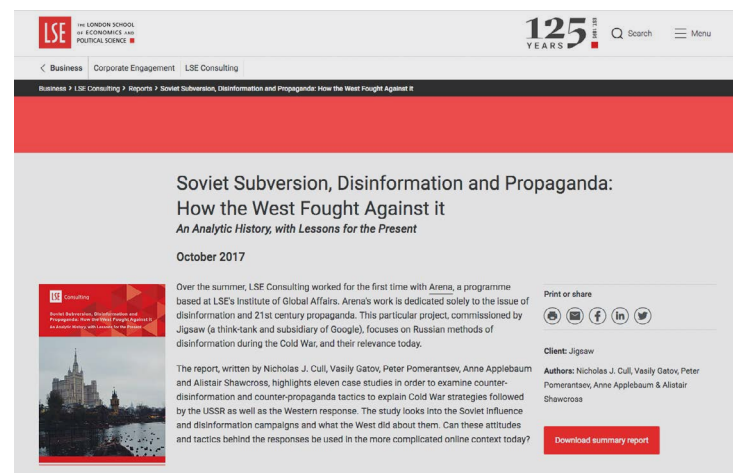 LSE THE LONDON SCHOOL
OF ECONOMICS AND
POLITICAL SCIENCE
125
YEARS
Search
Menu
Business Corporate Engagement LSE Consulting
Business > LSE Consulting > Reports > Soviet Subversion, Disinformation and Propaganda: How the West Fought Against it
Soviet Subversion, Disinformation and Propaganda:
How the West Fought Against it
An Analytic History, with Lessons for the Present
October 2017
Over the summer, LSE Consulting worked for the first time with Arena, a programme
based at LSE's Institute of Global Affairs. Arena's work is dedicated solely to the issue of
disinformation and 21st century propaganda. This particular project, commissioned by
Jigsaw (a think-tank and subsidiary of Google), focuses on Russian methods of
disinformation during the Cold War, and their relevance today.
The report, written by Nicholas J. Cull, Vasily Gatov, Peter Pomerantsev, Anne Applebaum
and Alistair Shawcross, highlights eleven case studies in order to examine counter-
disinformation and counter-propaganda tactics to explain Cold War strategies followed
by the USSR as well as the Western response. The study looks into the Soviet influence
and disinformation campaigns and what the West did about them. Can these attitudes
and tactics behind the responses be used in the more complicated online context today?
LSE Consulting
Soviet Subversion, Disinformation and
Propaganda: How the West Fought Against it
An Analytic History, with Lessons for the Present
Print or share
Client: Jigsaw
Authors: Nicholas J. Cull, Vasily Gatov, Peter
Pomerantsev, Anne Applebaum & Alistair
Shawcross
Download summary report